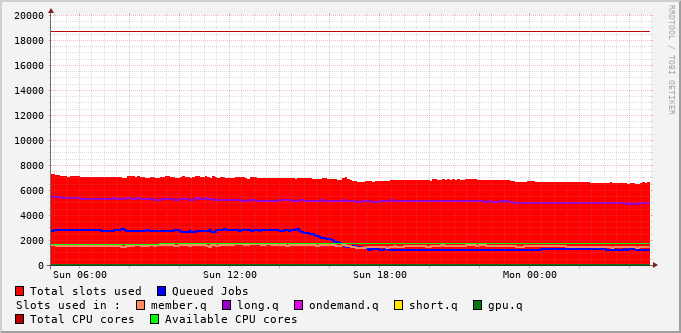 20000
18000
16000
14000
12000
10000
8000
6000
4000
2000
0
Sun 06:00 Sun 12:00 Sun 18:00 Mon 00:00
Total slots used Queued Jobs
Slots used in : member.q long.q ondemand.q short.q gpu.q
Total CPU cores Available CPU cores
RRDTOOL / TOBI OETIKER